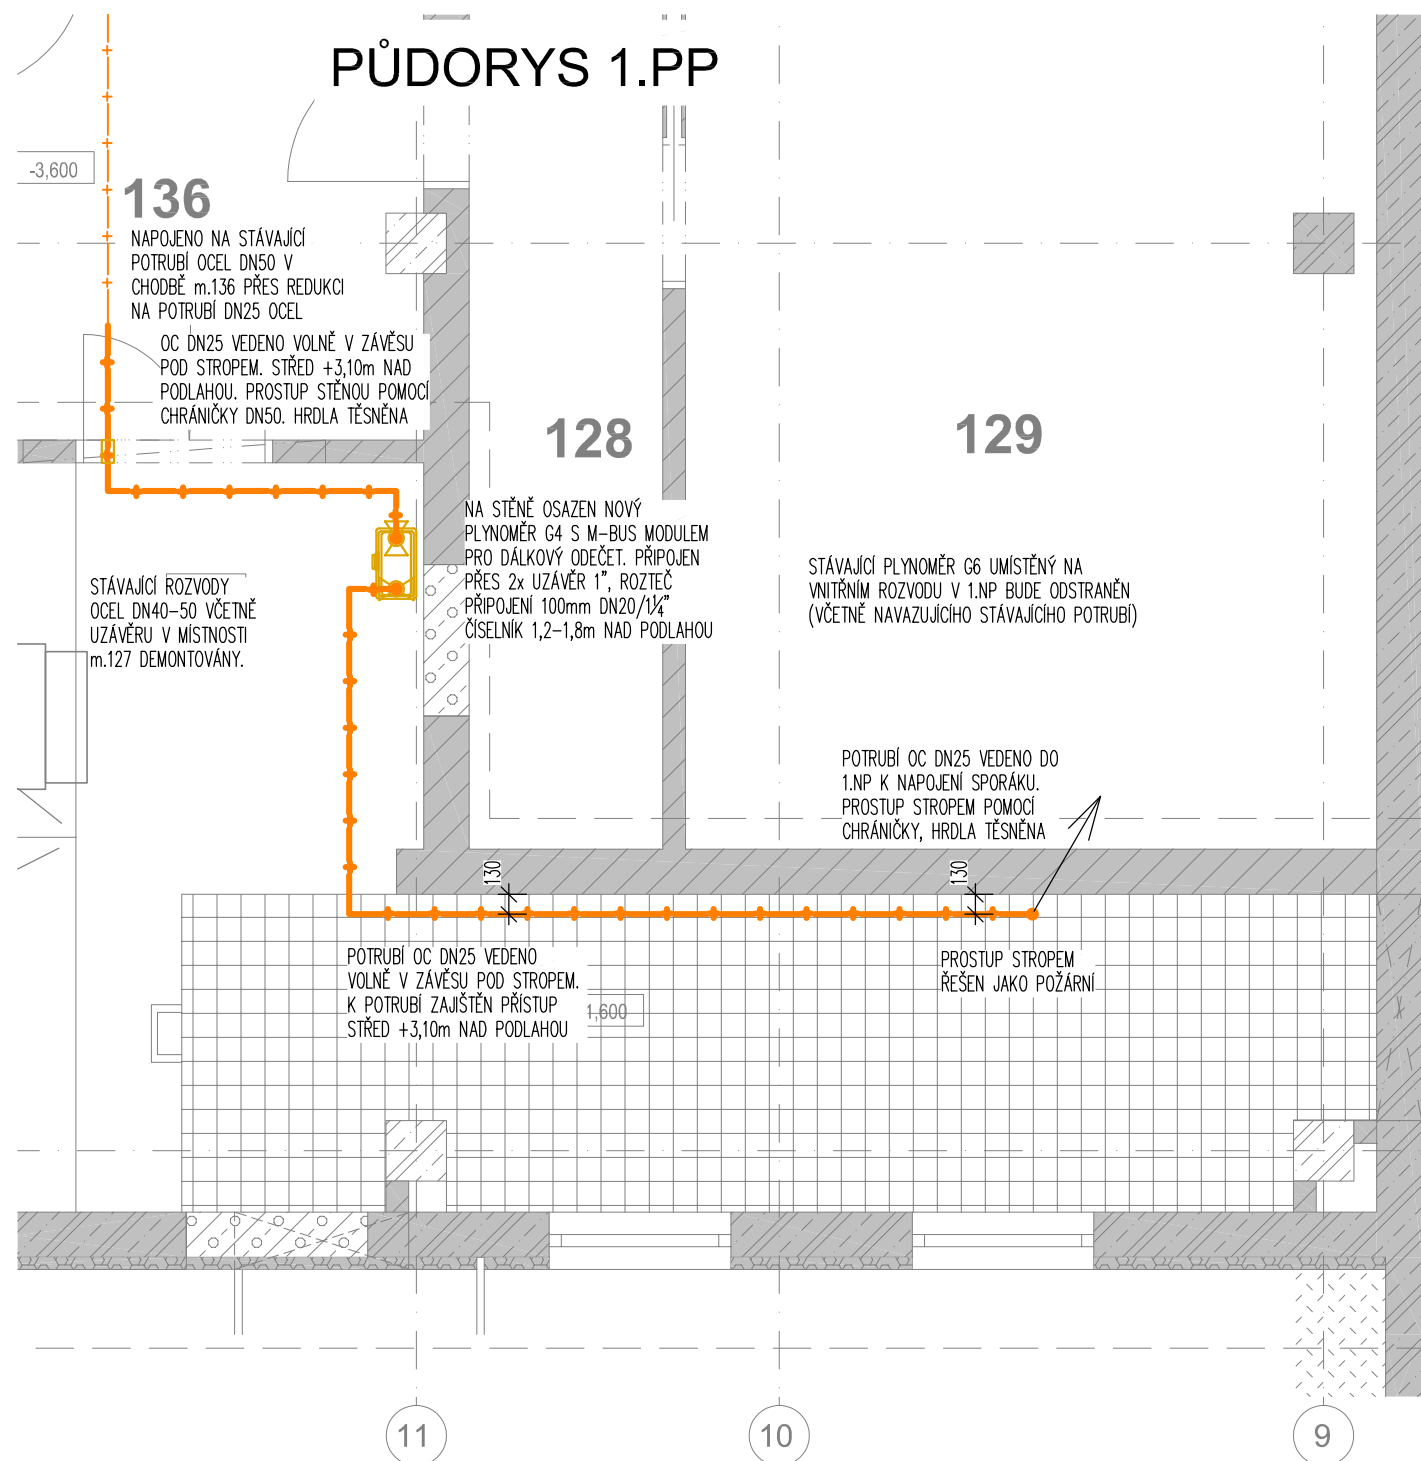 PŮDORYS 1.PP
-3,600
136
NAPOJENO NA STÁVAJÍCÍ
POTRUBÍ OCEL DN50 V
CHODBĚ m.136 PŘES REDUKCI
NA POTRUBÍ DN25 OCEL
OC DN25 VEDENO VOLNĚ V ZÁVĚSU
POD STROPEM. STŘED +3,10m NAD
PODLAHOU. PROSTUP STĚNOU POMOCÍ
CHRÁNIČKY DN50. HRDLA TĚSNĚNA
128
129
NA STĚNĚ OSAZEN NOVÝ
PLYNOMĚR G4 S M-BUS MODULEM
PRO DÁLKOVÝ ODEČET. PŘIPOJEN
PŘES 2x UZÁVĚR 1", ROZTEČ
PŘIPOJENÍ 100mm DN20/1¼"
ČÍSELNÍK 1,2-1,8m NAD PODLAHOU
STÁVAJÍCÍ PLYNOMĚR G6 UMÍSTĚNÝ NA
VNITŘNÍM ROZVODU V 1.NP BUDE ODSTRANĚN
(VČETNĚ NAVAZUJÍCÍHO STÁVAJÍCÍHO POTRUBÍ)
STÁVAJÍCÍ ROZVODY
OCEL DN40-50 VČETNĚ
UZÁVĚRU V MÍSTNOSTI
m.127 DEMONTOVÁNY.
POTRUBÍ OC DN25 VEDENO DO
1.NP K NAPOJENÍ SPORÁKU.
PROSTUP STROPEM POMOCÍ
CHRÁNIČKY, HRDLA TĚSNĚNA
130
130
POTRUBÍ OC DN25 VEDENO
VOLNĚ V ZÁVĚSU POD STROPEM.
K POTRUBÍ ZAJIŠTĚN PŘÍSTUP
STŘED +3,10m NAD PODLAHOU
1,600
PROSTUP STROPEM
ŘEŠEN JAKO POŽÁRNÍ
11
10
9